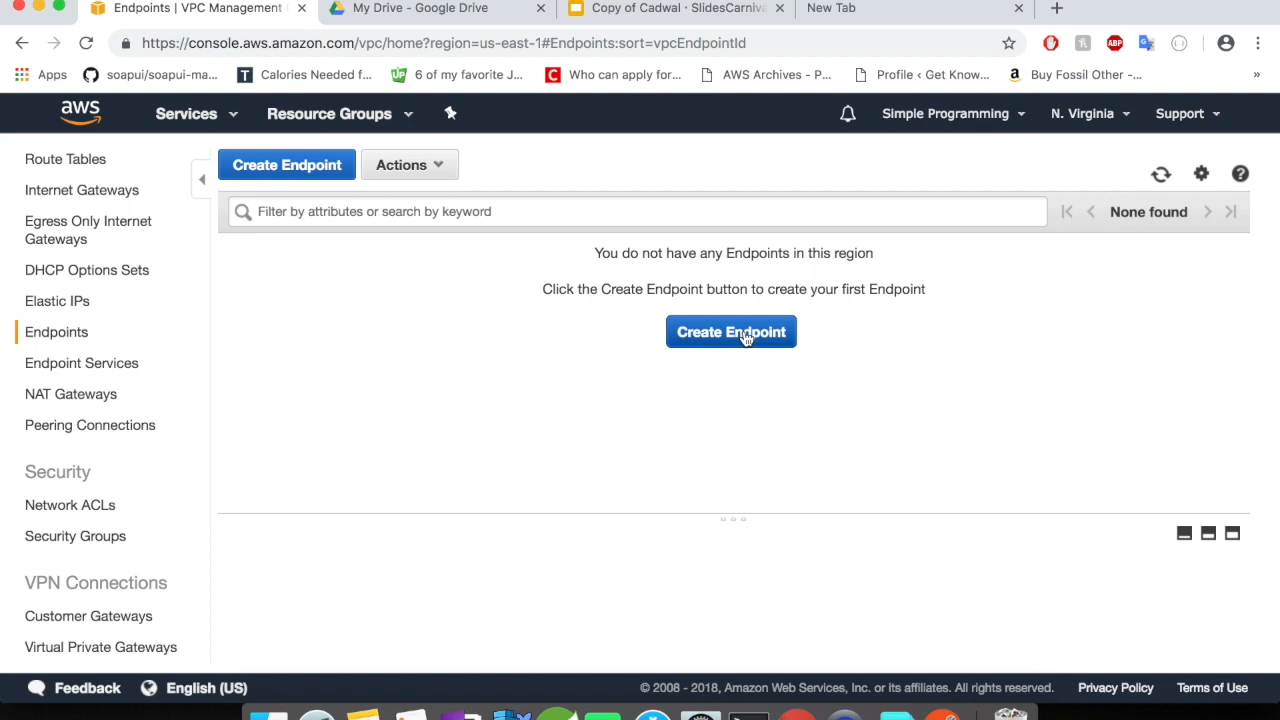 Endpoints | VPC Management
My Drive - Google Drive
Copy of Cadwal · SlidesCarniva
New Tab
https://console.aws.amazon.com/vpc/home?region=us-east-1#Endpoints:sort=vpcEndpointId
ABP
Apps
soapui/soapui-ma...
T
Calories Needed f...
UP
6 of my favorite J...
C
Who can apply for...
AWS Archives - P...
Profile ‹ Get Know...
a
Buy Fossil Other -...
»
aws
Services
Resource Groups
Simple Programming
N. Virginia
Support
Route Tables
Internet Gateways
Egress Only Internet
Gateways
DHCP Options Sets
Elastic IPs
Endpoints
Endpoint Services
NAT Gateways
Peering Connections
Security
Network ACLs
Security Groups
VPN Connections
Customer Gateways
Virtual Private Gateways
Create Endpoint
Actions
Filter by attributes or search by keyword
None found
You do not have any Endpoints in this region
Click the Create Endpoint button to create your first Endpoint
Create Endpoint
Feedback
English (US)
© 2008 - 2018, Amazon Web Services, Inc. or its affiliates. All rights reserved.
Privacy Policy
Terms of Use